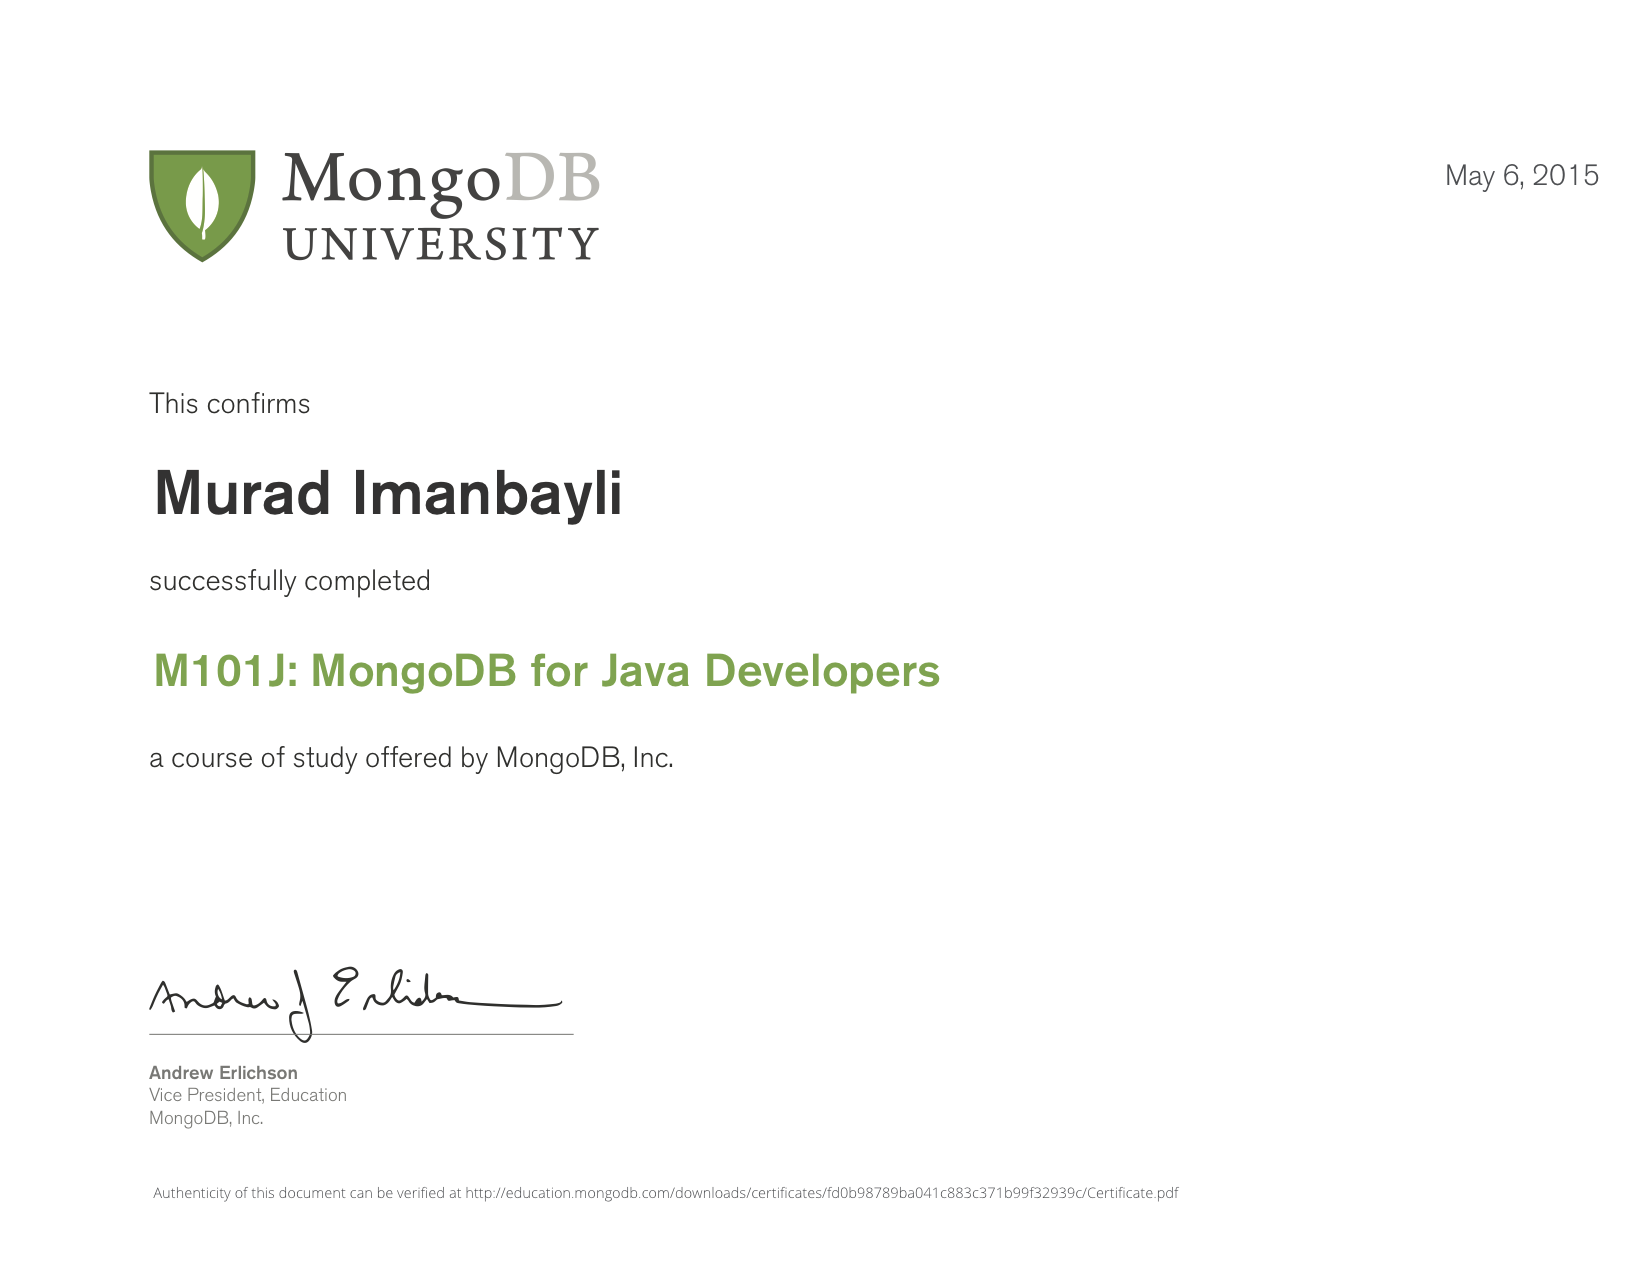 MongoDB
UNIVERSITY
May 6, 2015
This confirms
Murad Imanbayli
successfully completed
M101J: MongoDB for Java Developers
a course of study offered by MongoDB, Inc.
Andrew J Erlichson
Andrew Erlichson
Vice President, Education
MongoDB, Inc.
Authenticity of this document can be verified at http://education.mongodb.com/downloads/certificates/fd0b98789ba041c883c371b99f32939c/Certificate.pdf